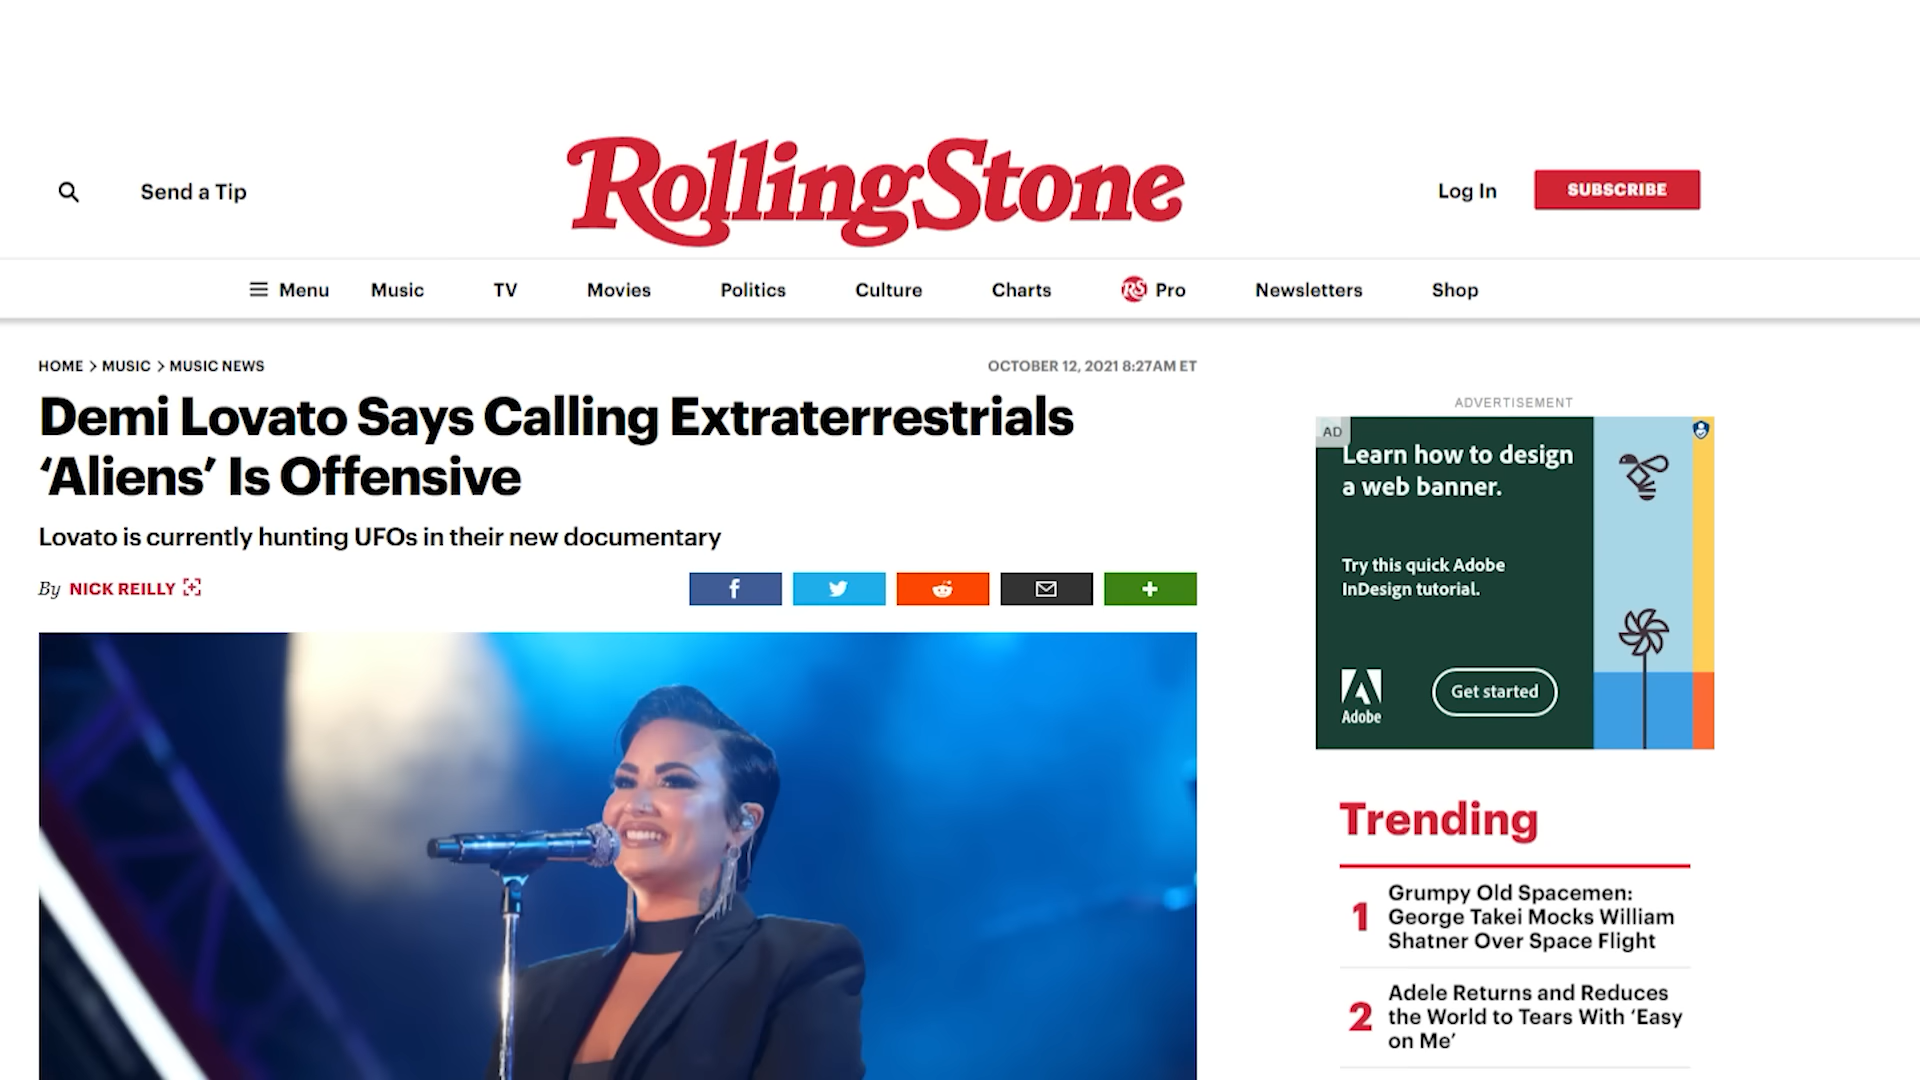 RollingStone
Send a Tip
Log In
SUBSCRIBE
Menu
Music
TV
Movies
Politics
Culture
Charts
RS Pro
Newsletters
Shop
HOME > MUSIC > MUSIC NEWS
OCTOBER 12, 2021 8:27AM ET
Demi Lovato Says Calling Extraterrestrials
‘Aliens’ Is Offensive
Lovato is currently hunting UFOs in their new documentary
By NICK REILLY
f
ADVERTISEMENT
AD
Learn how to design
a web banner.
Try this quick Adobe
InDesign tutorial.
Adobe
Get started
Trending
1
Grumpy Old Spacemen:
George Takei Mocks William
Shatner Over Space Flight
2
Adele Returns and Reduces
the World to Tears With ‘Easy
on Me’